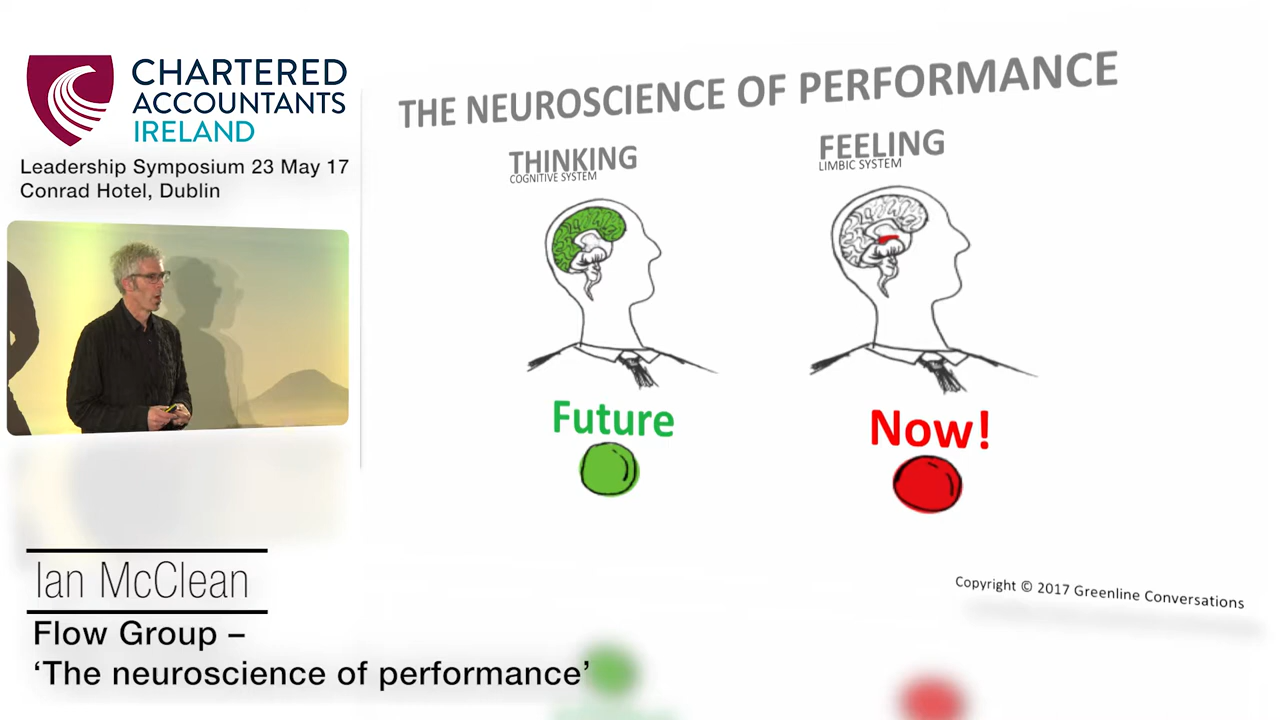 CHARTERED
ACCOUNTANTS
IRELAND
Leadership Symposium 23 May 17
Conrad Hotel, Dublin
THE NEUROSCIENCE OF PERFORMANCE
THINKING
COGNITIVE SYSTEM
FEELING
LIMBIC SYSTEM
Future
Now!
Copyright © 2017 Greenline Conversations
Ian McClean
Flow Group –
‘The neuroscience of performance’